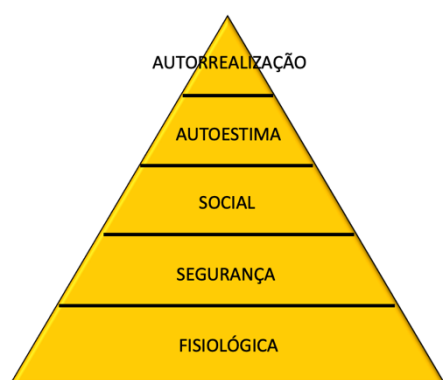 AUTORREALIZAÇÃO
AUTOESTIMA
SOCIAL
SEGURANÇA
FISIOLÓGICA